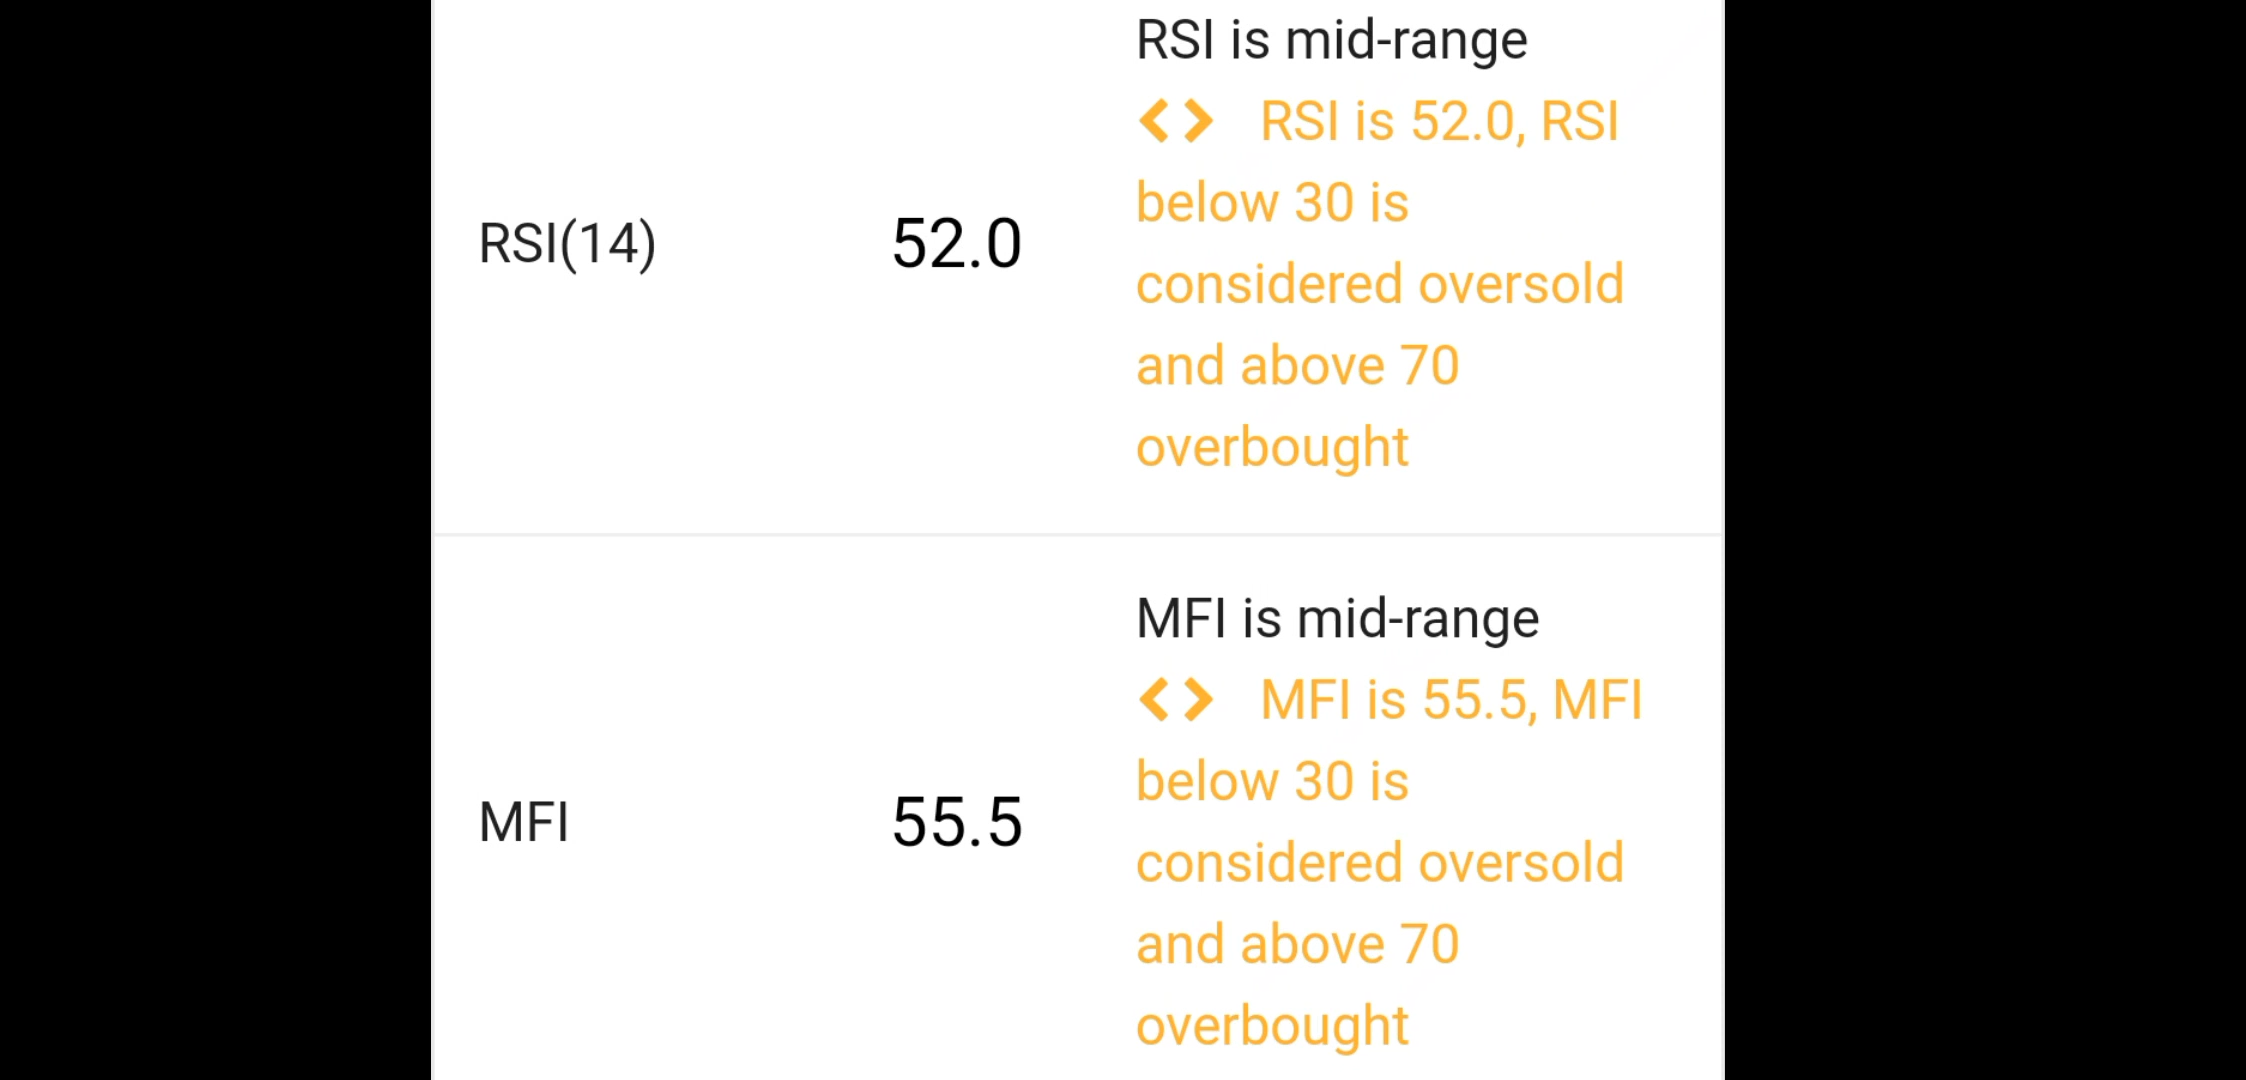 RSI is mid-range
RSI is 52.0, RSI
below 30 is
RSI(14)
52.0
considered oversold
and above 70
overbought
MFI is mid-range
MFI is 55.5, MFI
below 30 is
MFI
55.5
considered oversold
and above 70
overbought